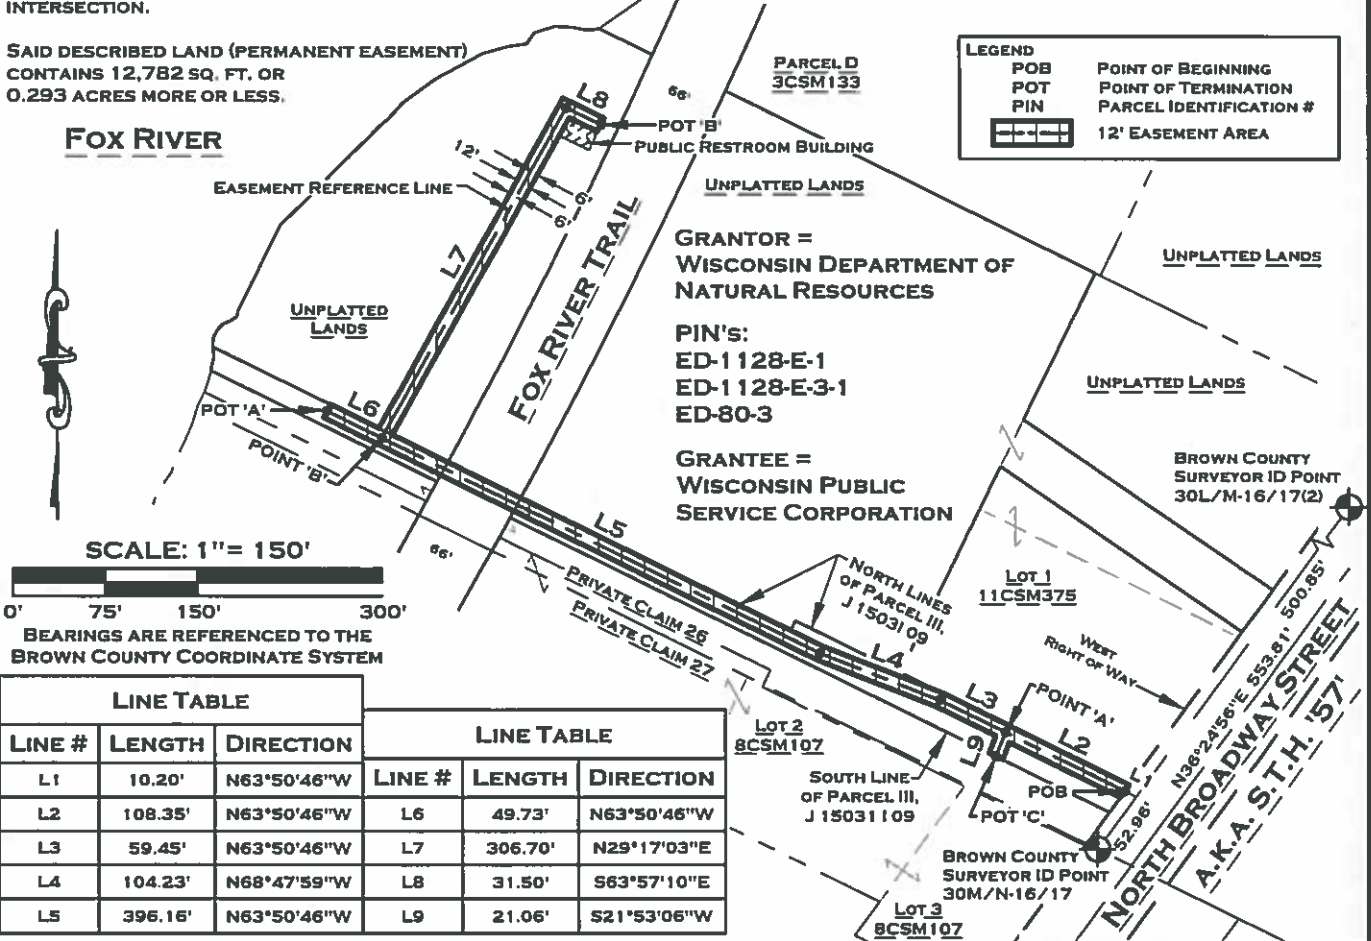 INTERSECTION.
SAID DESCRIBED LAND (PERMANENT EASEMENT)
CONTAINS 12,782 SQ. FT. OR
0.293 ACRES MORE OR LESS.
FOX RIVER
PARCEL D
3CSM133
LEGEND
POB POINT OF BEGINNING
POT POINT OF TERMINATION
PIN PARCEL IDENTIFICATION #
12' EASEMENT AREA
66'
L8
POT 'B'
PUBLIC RESTROOM BUILDING
12'
EASEMENT REFERENCE LINE
6'
6'
UNPLATTED LANDS
L7
FOX RIVER TRAIL
GRANTOR =
WISCONSIN DEPARTMENT OF
NATURAL RESOURCES
UNPLATTED LANDS
UNPLATTED
LANDS
PIN's:
ED-1128-E-1
ED-1128-E-3-1
ED-80-3
UNPLATTED LANDS
L6
POT 'A'
POINT 'B'
GRANTEE =
WISCONSIN PUBLIC
SERVICE CORPORATION
BROWN COUNTY
SURVEYOR ID POINT
30L/M-16/17(2)
SCALE: 1"= 150'
0' 75' 150' 300'
BEARINGS ARE REFERENCED TO THE
BROWN COUNTY COORDINATE SYSTEM
66'
L5
PRIVATE CLAIM 26
PRIVATE CLAIM 27
NORTH LINES
OF PARCEL III,
J 1503109
LOT 1
11CSM375
WEST
RIGHT OF WAY
N36°24'56"E 553.81' 500.85'
52.96'
NORTH BROADWAY STREET
A.K.A. S.T.H. '57'
L4
L3
POINT 'A'
L2
L9
LOT 2
8CSM107
SOUTH LINE
OF PARCEL III,
J 1503109
POB
L1
POT 'C'
BROWN COUNTY
SURVEYOR ID POINT
30M/N-16/17
LOT 3
8CSM107
LINE TABLE
LINE # LENGTH DIRECTION
L1 10.20' N63°50'46"W
L2 108.35' N63°50'46"W
L3 59.45' N63°50'46"W
L4 104.23' N68°47'59"W
L5 396.16' N63°50'46"W
LINE TABLE
LINE # LENGTH DIRECTION
L6 49.73' N63°50'46"W
L7 306.70' N29°17'03"E
L8 31.50' S63°57'10"E
L9 21.06' S21°53'06"W